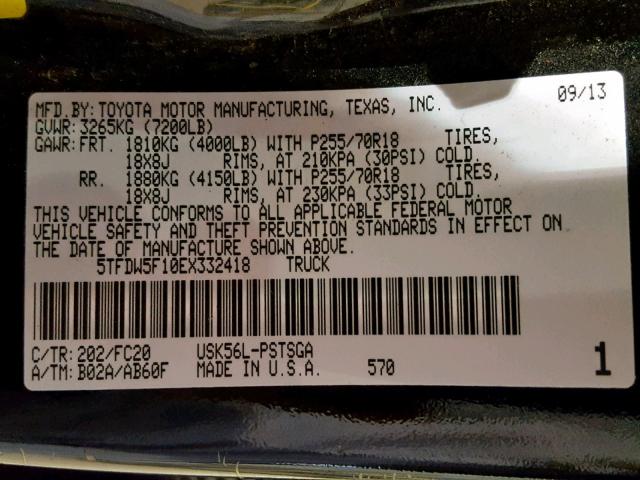 MFD.BY: TOYOTA MOTOR MANUFACTURING, TEXAS, INC. 09/13
GVWR: 3265KG (7200LB)
GAWR: FRT. 1810KG (4000LB) WITH P255/70R18 TIRES,
18X8J RIMS, AT 210KPA (30PSI) COLD.
RR. 1880KG (4150LB) WITH P255/70R18 TIRES,
18X8J RIMS, AT 230KPA (33PSI) COLD.
THIS VEHICLE CONFORMS TO ALL APPLICABLE FEDERAL MOTOR
VEHICLE SAFETY AND THEFT PREVENTION STANDARDS IN EFFECT ON
THE DATE OF MANUFACTURE SHOWN ABOVE.
5TFDW5F10EX332418 TRUCK
C/TR: 202/FC20 USK56L-PSTSGA
A/TM: B02A/AB60F MADE IN U.S.A. 570 1